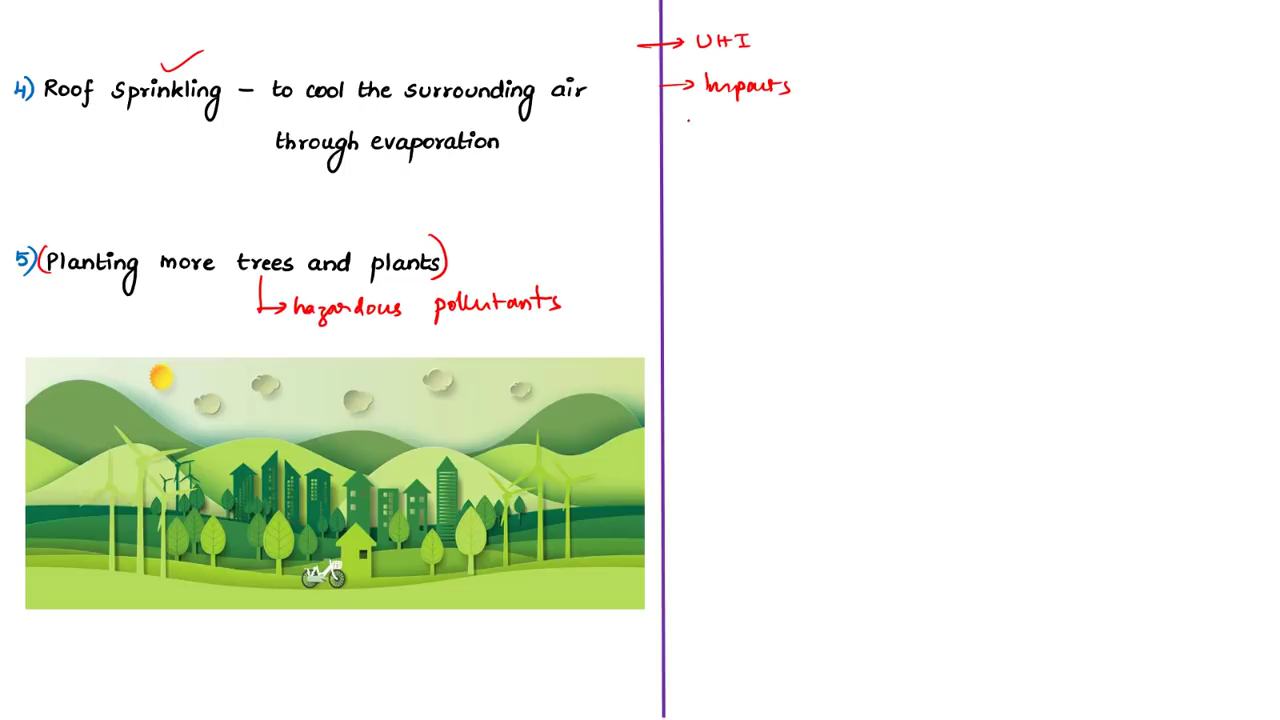 4) Roof Sprinkling – to cool the surrounding air
through evaporation
5) (Planting more trees and plants)
hazardous pollutants
→ UHI
→ Impacts